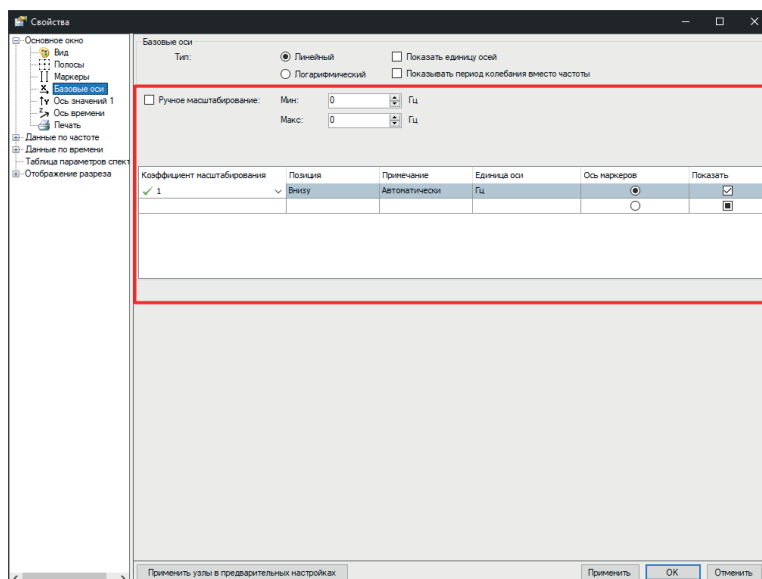 Свойства
Основное окно
Вид
Полосы
Маркеры
Базовые оси
Ось значений 1
Ось времени
Печать
Данные по частоте
Данные по времени
Таблица параметров спект
Отображение разреза
Базовые оси
Тип: Линейный Показать единицу осей
Логарифмический Показывать период колебания вместо частоты
Ручное масштабирование: Мин: 0 Гц
Макс: 0 Гц
Коэффициент масштабирования Позиция Примечание Единица оси Ось маркеров Показать
1 Внизу Автоматически Гц
Применить узлы в предварительных настройках Применить OK Отменить